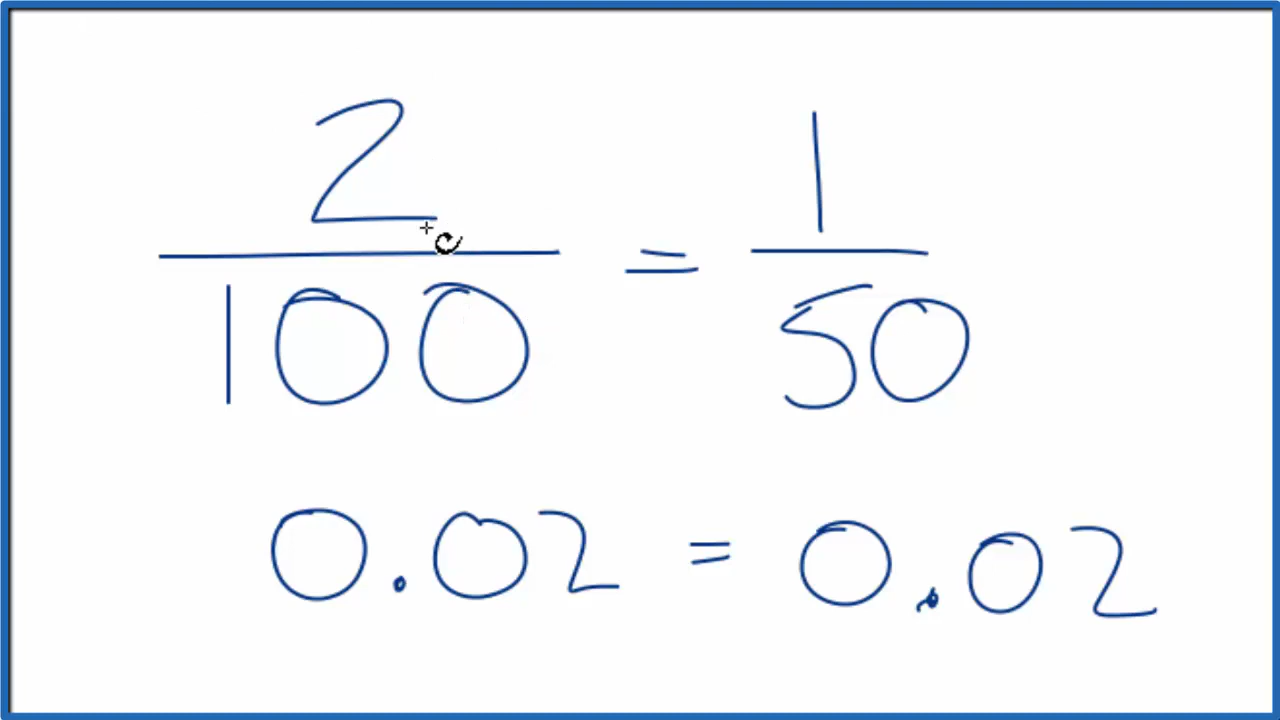 2/100 = 1/50
0.02 = 0.02